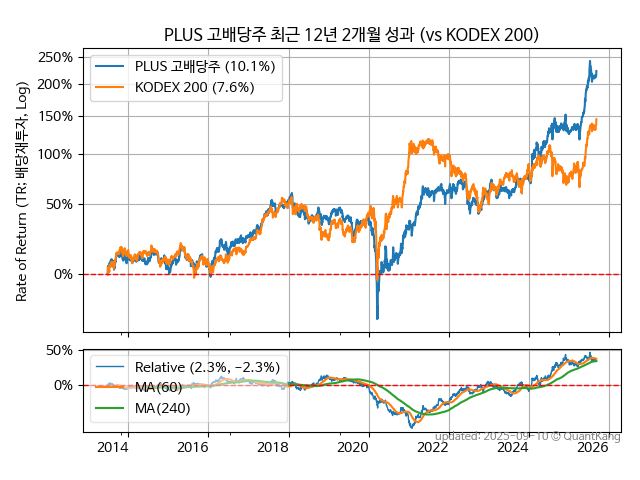 PLUS 고배당주 최근 12년 2개월 성과 (vs KODEX 200)
Rate of Return (TR: 배당재투자, Log)
250%
200%
150%
100%
50%
0%
PLUS 고배당주 (10.1%)
KODEX 200 (7.6%)
50%
0%
Relative (2.3%, -2.3%)
MA(60)
MA(240)
2014 2016 2018 2020 2022 2024 2026
updated: 2025-09-10 © QuantKang